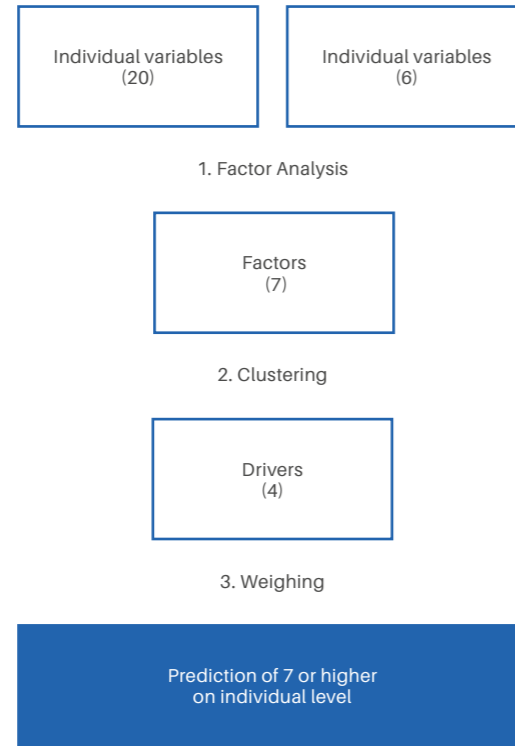 Individual variables
(20)
Individual variables
(6)
1. Factor Analysis
Factors
(7)
2. Clustering
Drivers
(4)
3. Weighing
Prediction of 7 or higher
on individual level